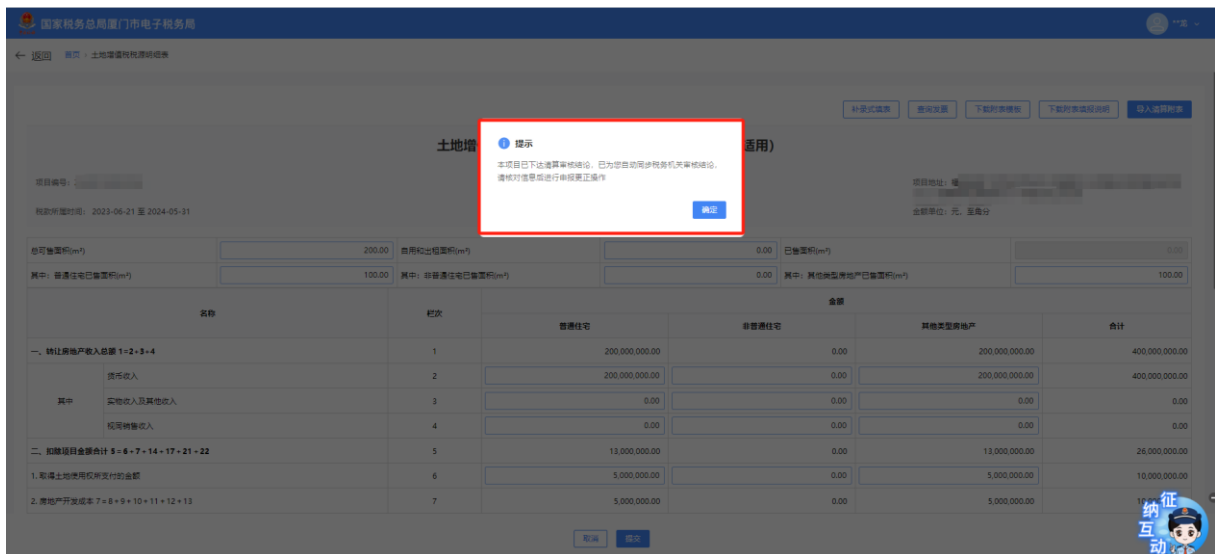 国家税务总局厦门市电子税务局
← 返回 首页 / 土地增值税税源明细表
补录式填表 查询发票 下载附表模板 下载附表填报说明 导入清算附表
土地增 适用）
提示
本项目已下达清算审核结论，已为您自动同步税务机关审核结论，
请核对信息后进行申报更正操作
确定
项目编号： 项目地址：
税款所属时间： 2023-06-21 至 2024-05-31 金额单位：元，至角分
总可售面积(m²) 200.00 自用和出租面积(m²) 0.00 已售面积(m²) 0.00
其中：普通住宅已售面积(m²) 100.00 其中：非普通住宅已售面积(m²) 0.00 其中：其他类型房地产已售面积(m²) 100.00
名称 栏次 金额
普通住宅 非普通住宅 其他类型房地产 合计
一、转让房地产收入总额 1=2+3+4 1 200,000,000.00 0.00 200,000,000.00 400,000,000.00
其中 货币收入 2 200,000,000.00 0.00 200,000,000.00 400,000,000.00
实物收入及其他收入 3 0.00 0.00 0.00 0.00
视同销售收入 4 0.00 0.00 0.00 0.00
二、扣除项目金额合计 5=6+7+14+17+21+22 5 13,000,000.00 0.00 13,000,000.00 26,000,000.00
1.取得土地使用权所支付的金额 6 5,000,000.00 0.00 5,000,000.00 10,000,000.00
2.房地产开发成本 7=8+9+10+11+12+13 7 5,000,000.00 0.00 5,000,000.00
取消 提交
征纳互动